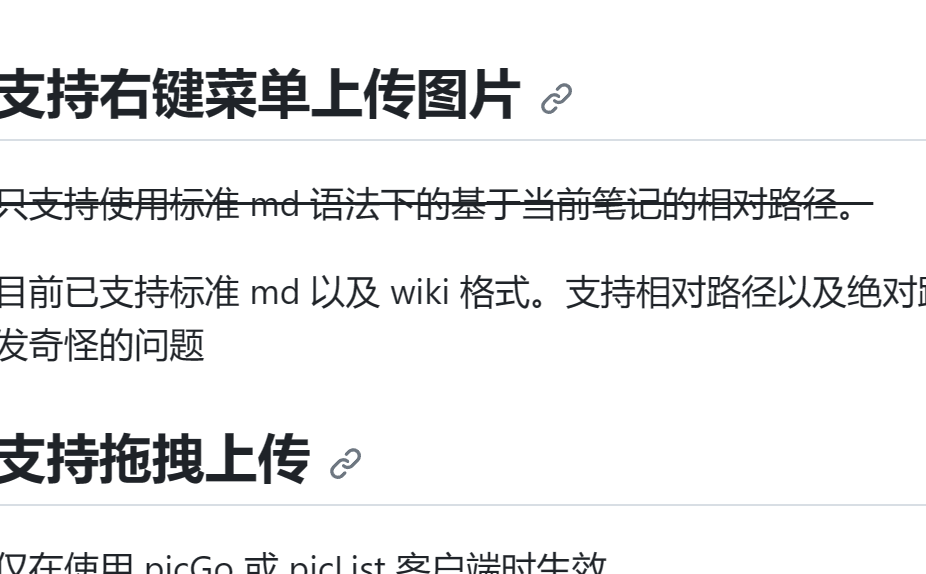 支持右键菜单上传图片
只支持使用标准 md 语法下的基于当前笔记的相对路径。
目前已支持标准 md 以及 wiki 格式。支持相对路径以及绝对
发奇怪的问题
支持拖拽上传
仅在使用 picGo 或 picList 客户端时生效